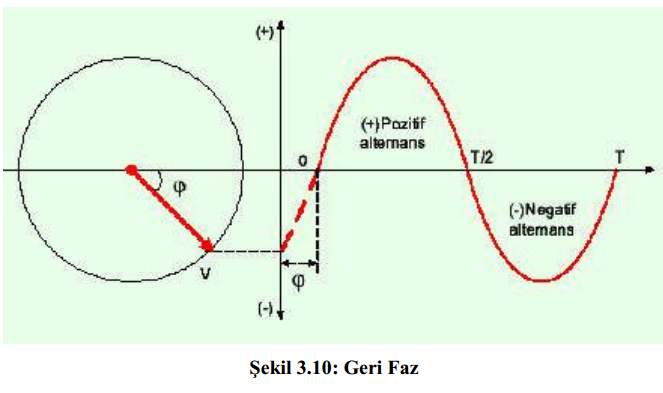 (+)
(+)Pozitif
alternans
o
T/2
T
φ
(-)Negatif
alternans
V
φ
(-)
Şekil 3.10: Geri Faz